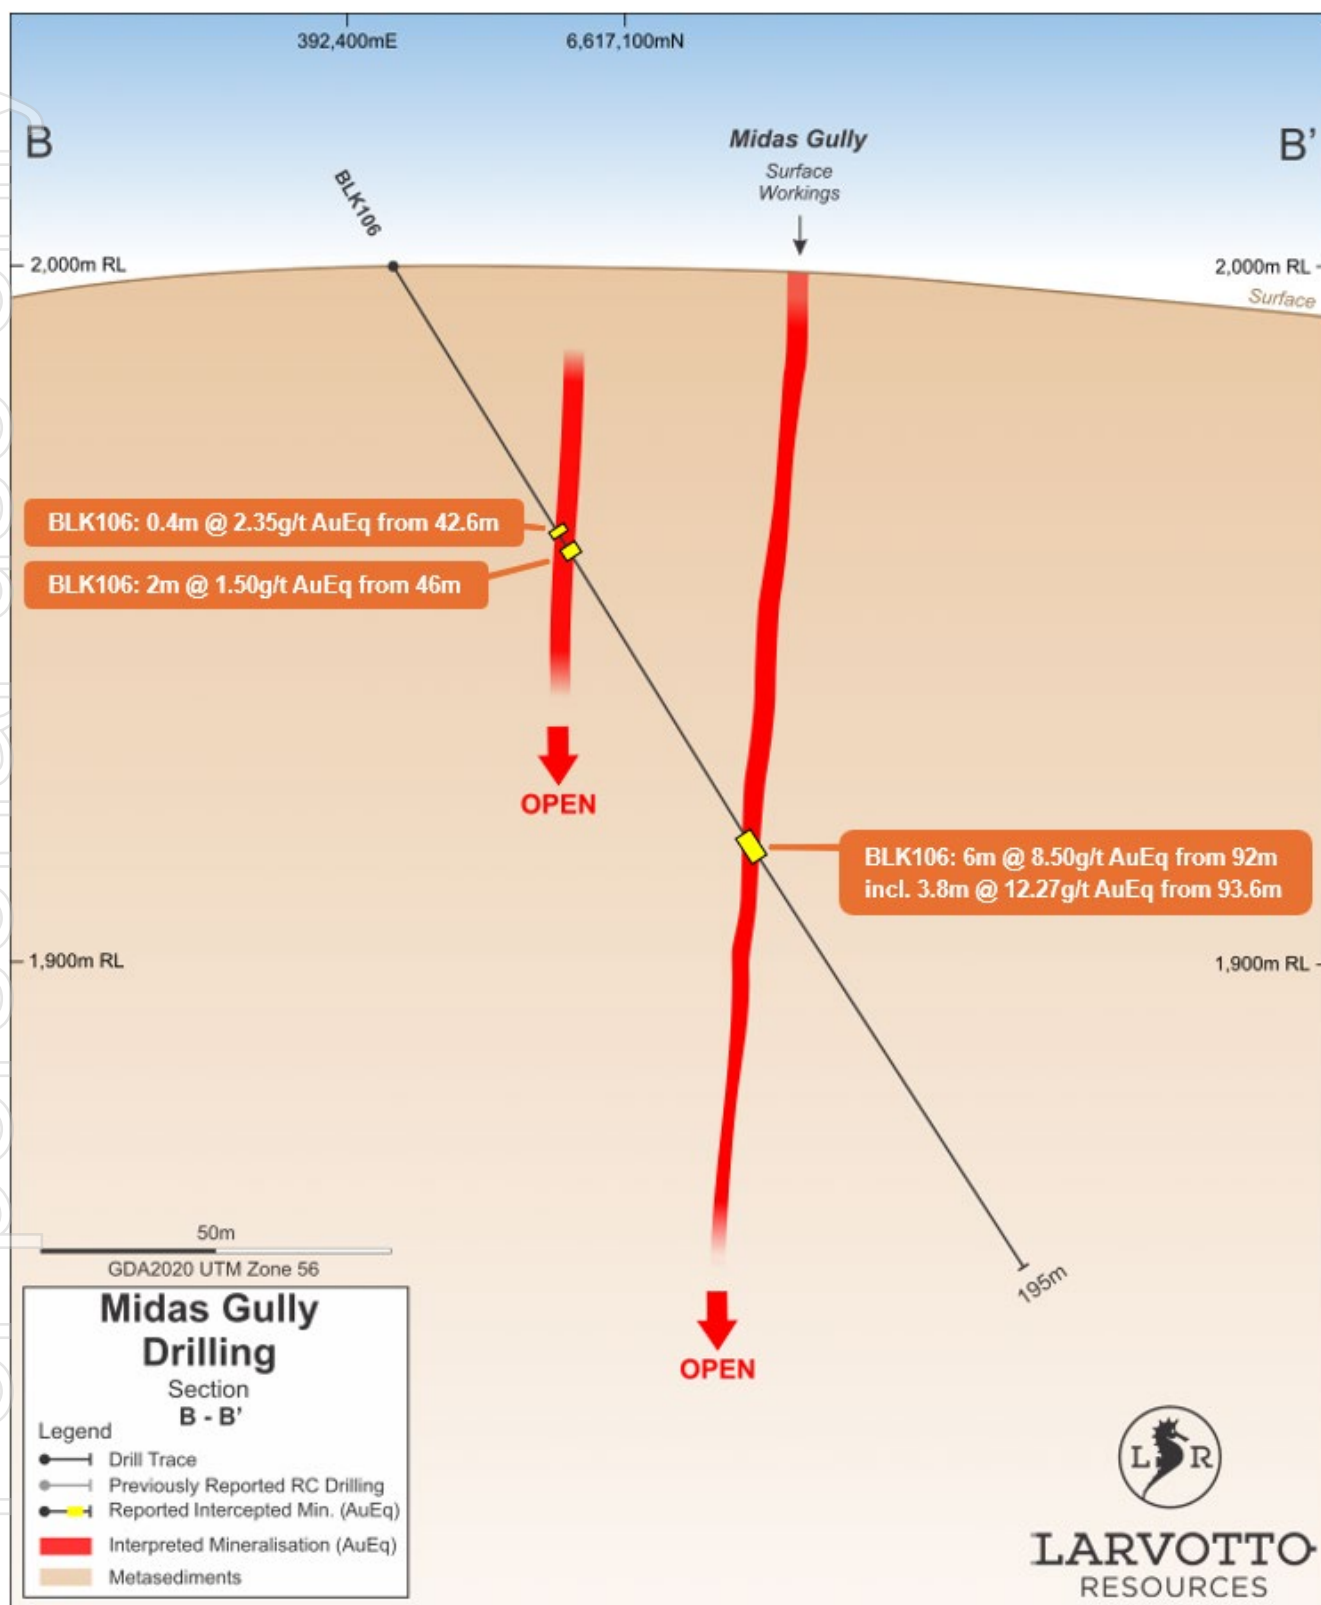 392,400mE
6,617,100mN
B
B'
Midas Gully
Surface
Workings
BLK106
2,000m RL
2,000m RL
Surface
BLK106: 0.4m @ 2.35g/t AuEq from 42.6m
BLK106: 2m @ 1.50g/t AuEq from 46m
OPEN
BLK106: 6m @ 8.50g/t AuEq from 92m
incl. 3.8m @ 12.27g/t AuEq from 93.6m
1,900m RL
1,900m RL
50m
GDA2020 UTM Zone 56
195m
OPEN
Midas Gully
Drilling
Section
B - B'
Legend
Drill Trace
Previously Reported RC Drilling
Reported Intercepted Min. (AuEq)
Interpreted Mineralisation (AuEq)
Metasediments
L R
LARVOTTO
RESOURCES